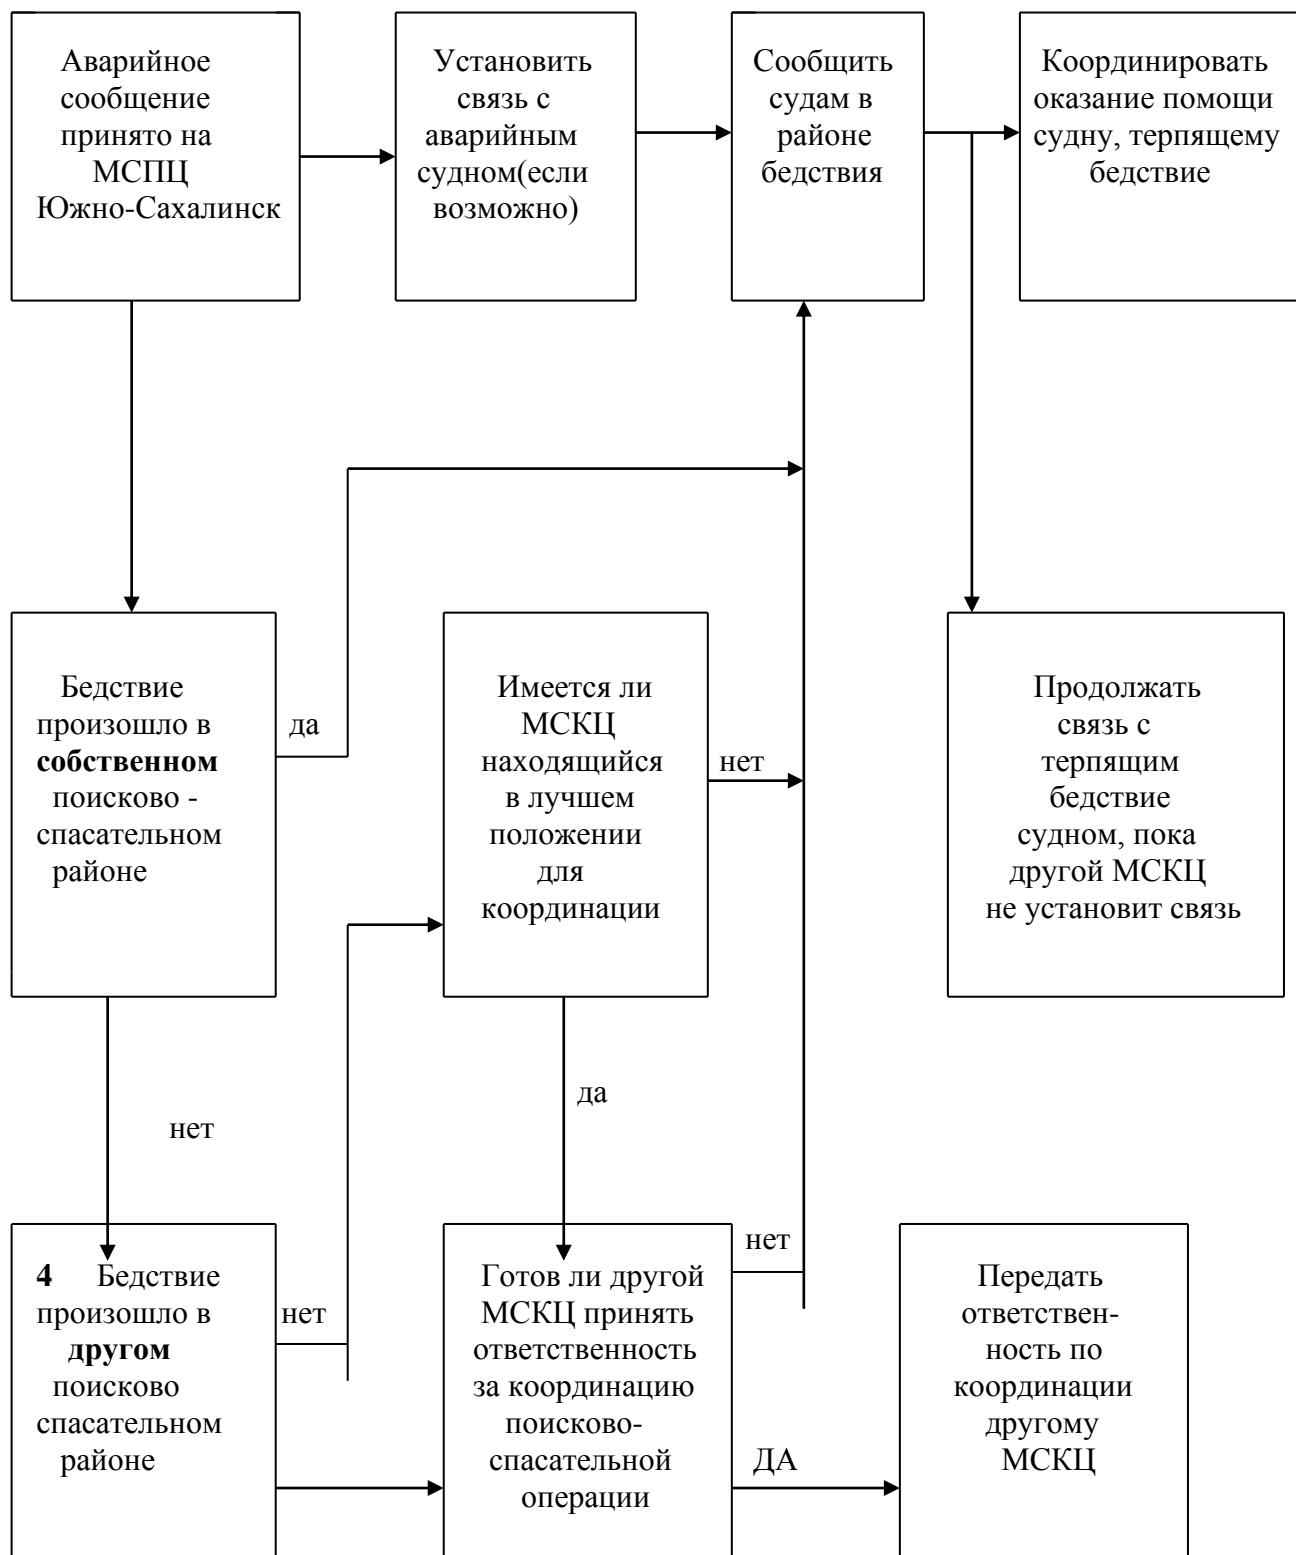 Аварийное
сообщение
принято на
МСПЦ
Южно-Сахалинск
Установить
связь с
аварийным
судном(если
возможно)
Сообщить
судам в
районе
бедствия
Координировать
оказание помощи
судну, терпящему
бедствие
Бедствие
произошло в
собственном
поисково -
спасательном
районе
да
Имеется ли
МСКЦ
находящийся
в лучшем
положении
для
координации
нет
Продолжать
связь с
терпящим
бедствие
судном, пока
другой МСКЦ
не установит связь
нет
да
4 Бедствие
произошло в
другом
поисково
спасательном
районе
нет
Готов ли другой
МСКЦ принять
ответственность
за координацию
поисково-
спасательной
операции
нет
ДА
Передать
ответствен-
ность по
координации
другому
МСКЦ